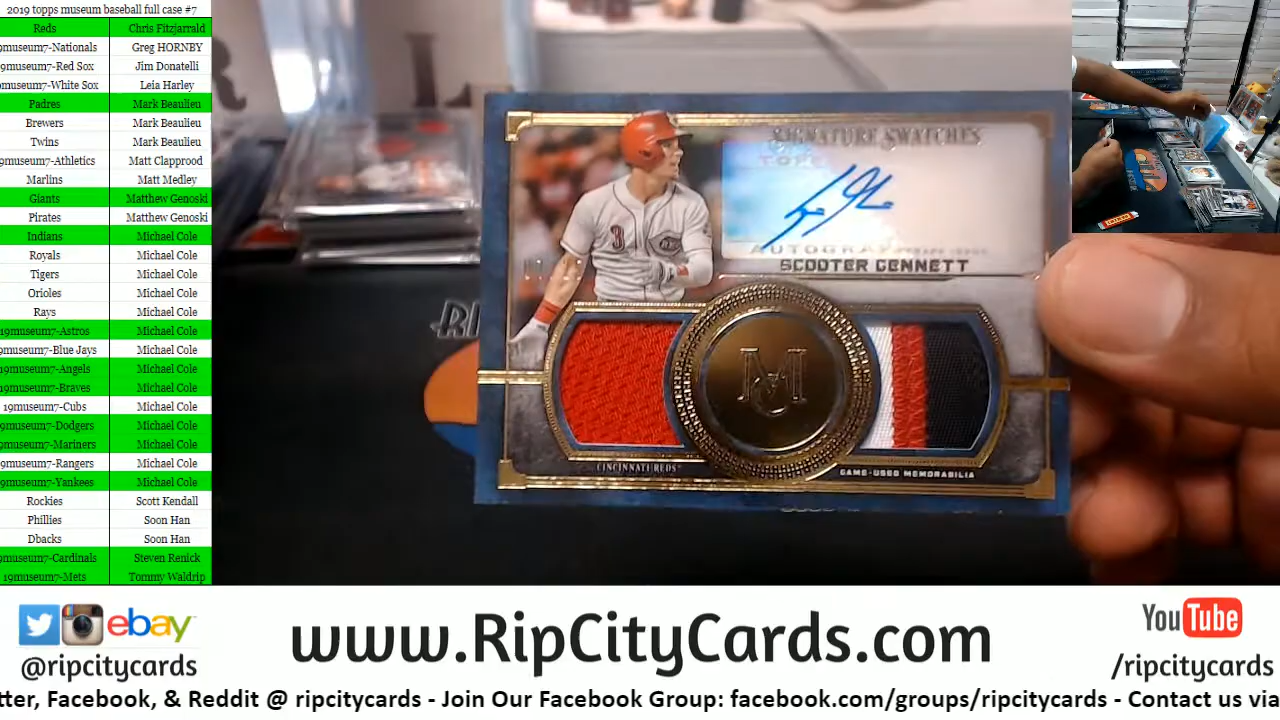 2019 topps museum baseball full case #7
Reds Chris Fitzjarrald
9museum7-Nationals Greg HORNBY
9museum7-Red Sox Jim Donatelli
museum7-White Sox Leia Harley
Padres Mark Beaulieu
Brewers Mark Beaulieu
Twins Mark Beaulieu
9museum7-Athletics Matt Clapprood
Marlins Matt Medley
Giants Matthew Genoski
Pirates Matthew Genoski
Indians Michael Cole
Royals Michael Cole
Tigers Michael Cole
Orioles Michael Cole
Rays Michael Cole
19museum7-Astros Michael Cole
9museum7-Blue Jays Michael Cole
9museum7-Angels Michael Cole
9museum7-Braves Michael Cole
19museum7-Cubs Michael Cole
9museum7-Dodgers Michael Cole
9museum7-Mariners Michael Cole
9museum7-Rangers Michael Cole
9museum7-Yankees Michael Cole
Rockies Scott Kendall
Phillies Soon Han
Dbacks Soon Han
museum7-Cardinals Steven Renick
19museum7-Mets Tommy Waldrip
SIGNATURE SWATCHES
TOPPS
AUTOGRAPH
SCOOTER GENNETT
3
M
CINCINNATI REDS
GAME-USED MEMORABILIA
ebay
@ripcitycards
www.RipCityCards.com
YouTube
/ripcitycards
tter, Facebook, & Reddit @ ripcitycards - Join Our Facebook Group: facebook.com/groups/ripcitycards - Contact us via